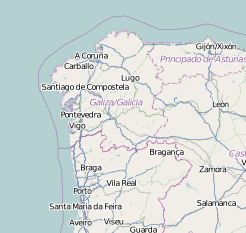 Gijón/Xixón
A Coruña
Principado de Asturias
Carballo
Lugo
Santiago de Compostela
Galiza/Galicia
León
Pontevedra
Vigo
Bragança
Braga
Zamora
Vila Real
Porto
Salamanca
Santa Maria da Feira
Aveiro
Viseu
Guarda